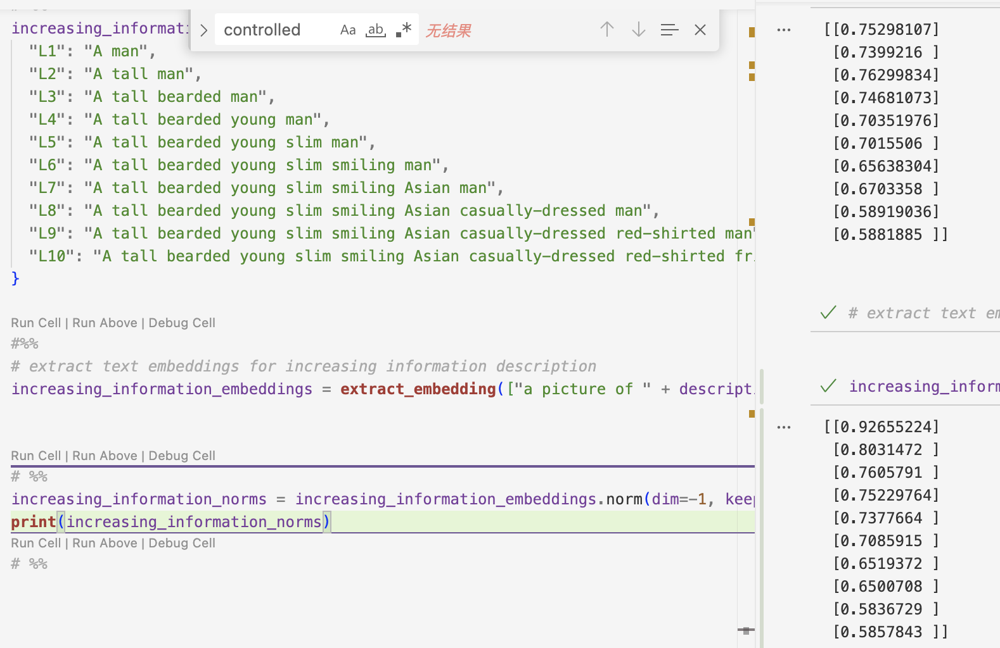 # %%
increasing_informati
"L1": "A man",
"L2": "A tall man",
"L3": "A tall bearded man",
"L4": "A tall bearded young man",
"L5": "A tall bearded young slim man",
"L6": "A tall bearded young slim smiling man",
"L7": "A tall bearded young slim smiling Asian man",
"L8": "A tall bearded young slim smiling Asian casually-dressed man",
"L9": "A tall bearded young slim smiling Asian casually-dressed red-shirted man"
"L10": "A tall bearded young slim smiling Asian casually-dressed red-shirted fri
}
Run Cell | Run Above | Debug Cell
#%%
# extract text embeddings for increasing information description
increasing_information_embeddings = extract_embedding(["a picture of " + descripti
Run Cell | Run Above | Debug Cell
# %%
increasing_information_norms = increasing_information_embeddings.norm(dim=-1, keep
print(increasing_information_norms)
Run Cell | Run Above | Debug Cell
# %%
controlled Aa ab .* 无结果
... [[0.75298107]
[0.7399216 ]
[0.76299834]
[0.74681073]
[0.70351976]
[0.7015506 ]
[0.65638304]
[0.6703358 ]
[0.58919036]
[0.5881885 ]]
# extract text em
increasing_inform
... [[0.92655224]
[0.8031472 ]
[0.7605791 ]
[0.75229764]
[0.7377664 ]
[0.7085915 ]
[0.6519372 ]
[0.6500708 ]
[0.5836729 ]
[0.5857843 ]]